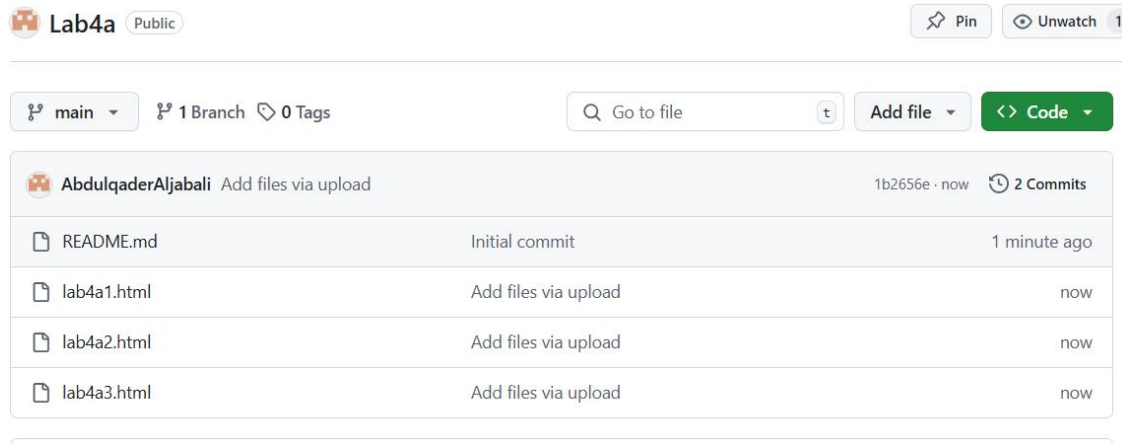 Lab4a Public Pin Unwatch 1
main 1 Branch 0 Tags Go to file t Add file Code
AbdulqaderAljabali Add files via upload 1b2656e · now 2 Commits
README.md Initial commit 1 minute ago
lab4a1.html Add files via upload now
lab4a2.html Add files via upload now
lab4a3.html Add files via upload now